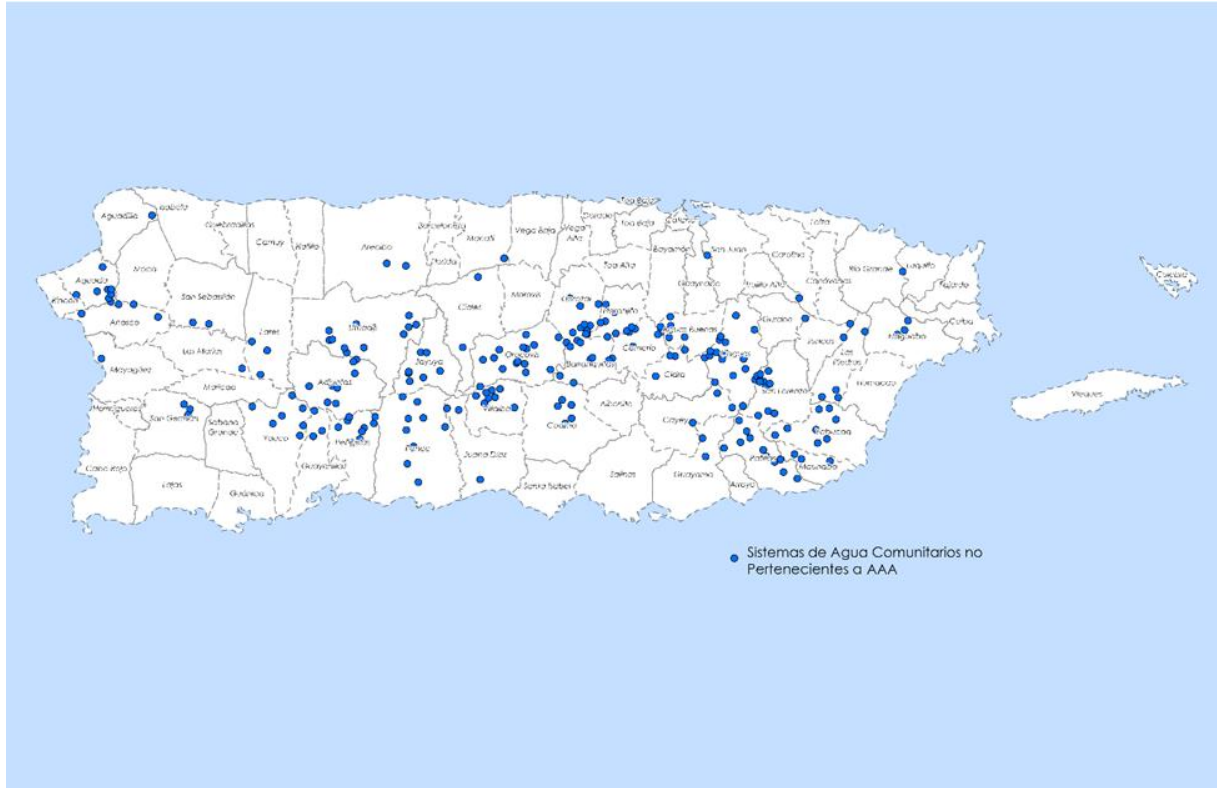 Isabela
Aguadilla
Quebradillas
Camuy
Hatillo
Arecibo
Barceloneta
Manatí
Vega Baja
Vega Alta
Dorado
Toa Baja
Toa Baja
Cataño
Bayamón
San Juan
Carolina
Loíza
Río Grande
Luquillo
Fajardo
Culebra
Moca
Florida
Toa Alta
Guaynabo
Trujillo Alto
Canóvanas
Aguada
Rincón
San Sebastián
Ciales
Morovis
Corozal
Naranjito
Ceiba
Añasco
Lares
Utuado
Aguas Buenas
Gurabo
Juncos
Naguabo
Las Marías
Jayuya
Orocovis
Barranquitas
Comerío
Caguas
Las Piedras
Mayagüez
Maricao
Adjuntas
Cidra
San Lorenzo
Humacao
Vieques
Hormigueros
San Germán
Sabana Grande
Yauco
Peñuelas
Ponce
Villalba
Coamo
Aibonito
Cayey
Yabucoa
Cabo Rojo
Lajas
Guánica
Guayanilla
Juana Díaz
Santa Isabel
Salinas
Guayama
Arroyo
Patillas
Maunabo
Sistemas de Agua Comunitarios no
Pertenecientes a AAA